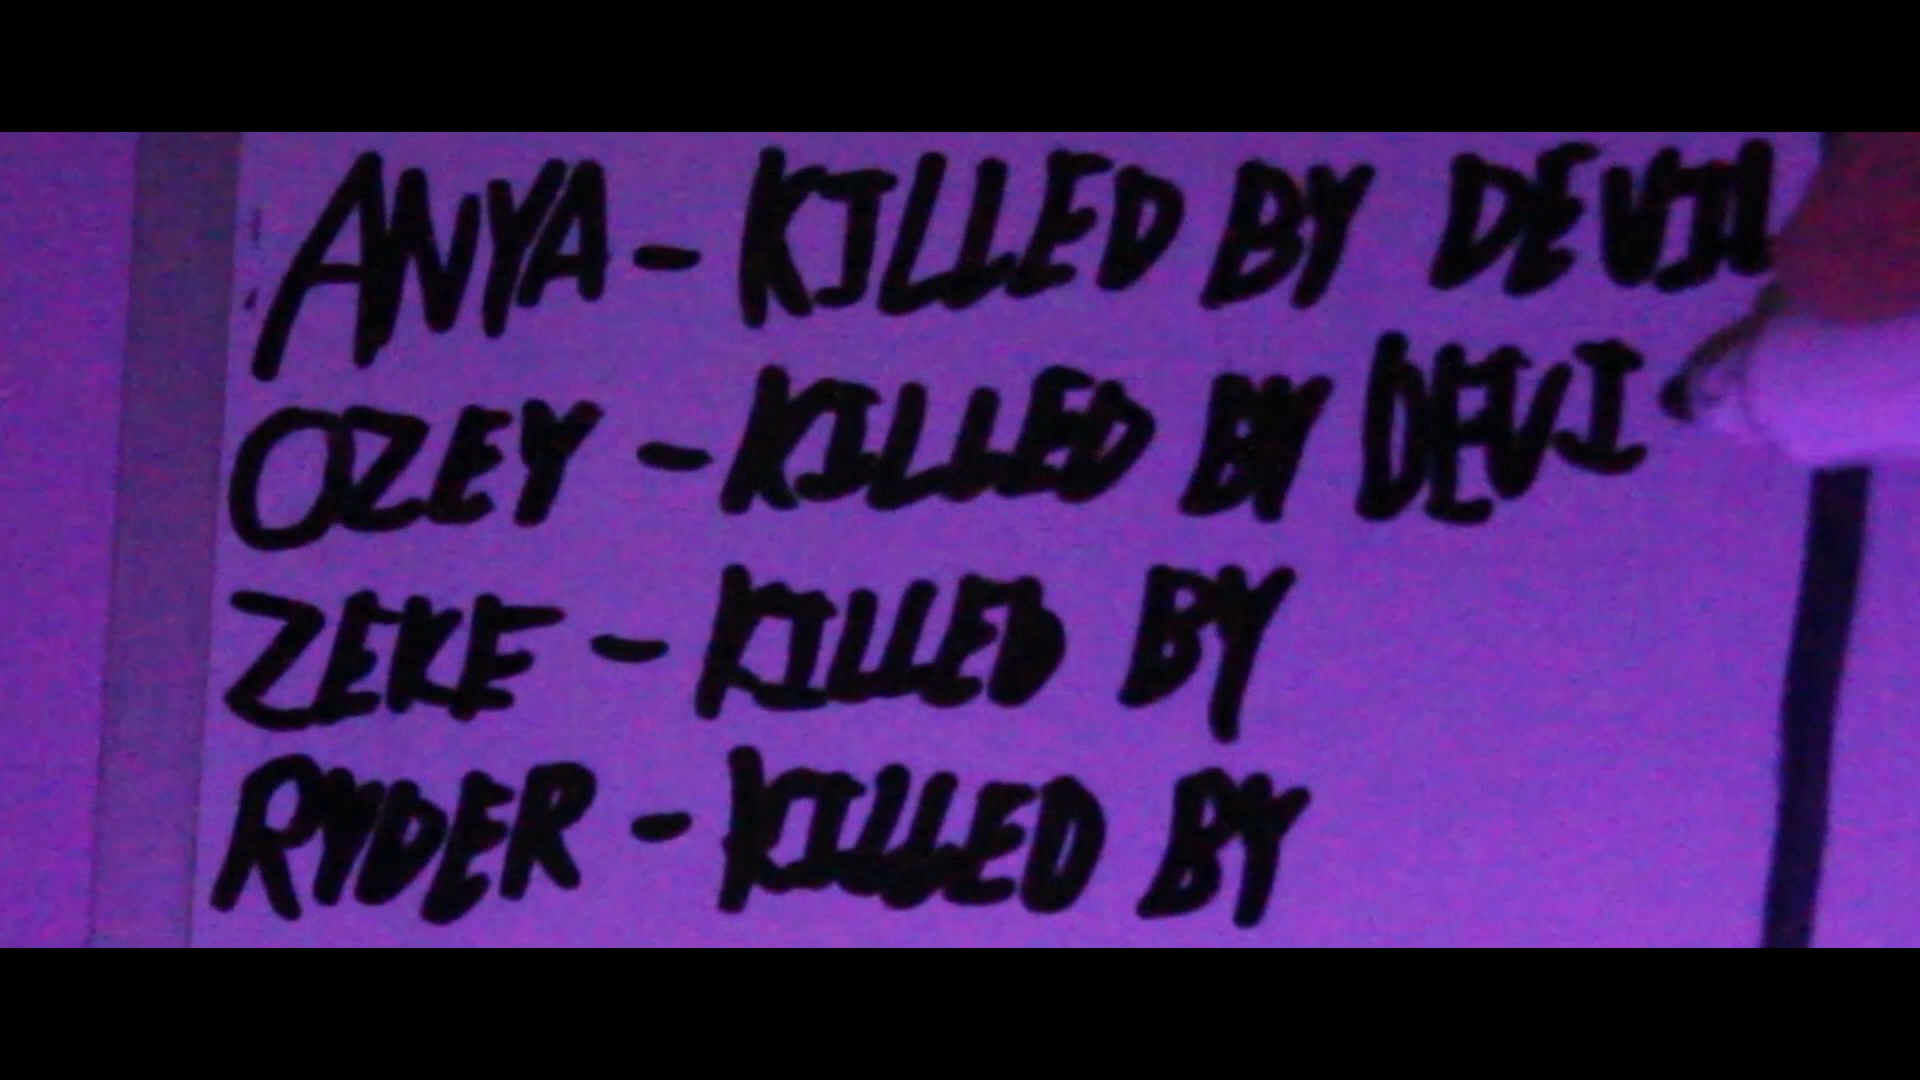 ANYA - KILLED BY DEVIL
OZEY - KILLED BY DEVI
ZEKE - KILLED BY
RYDER - KILLED BY